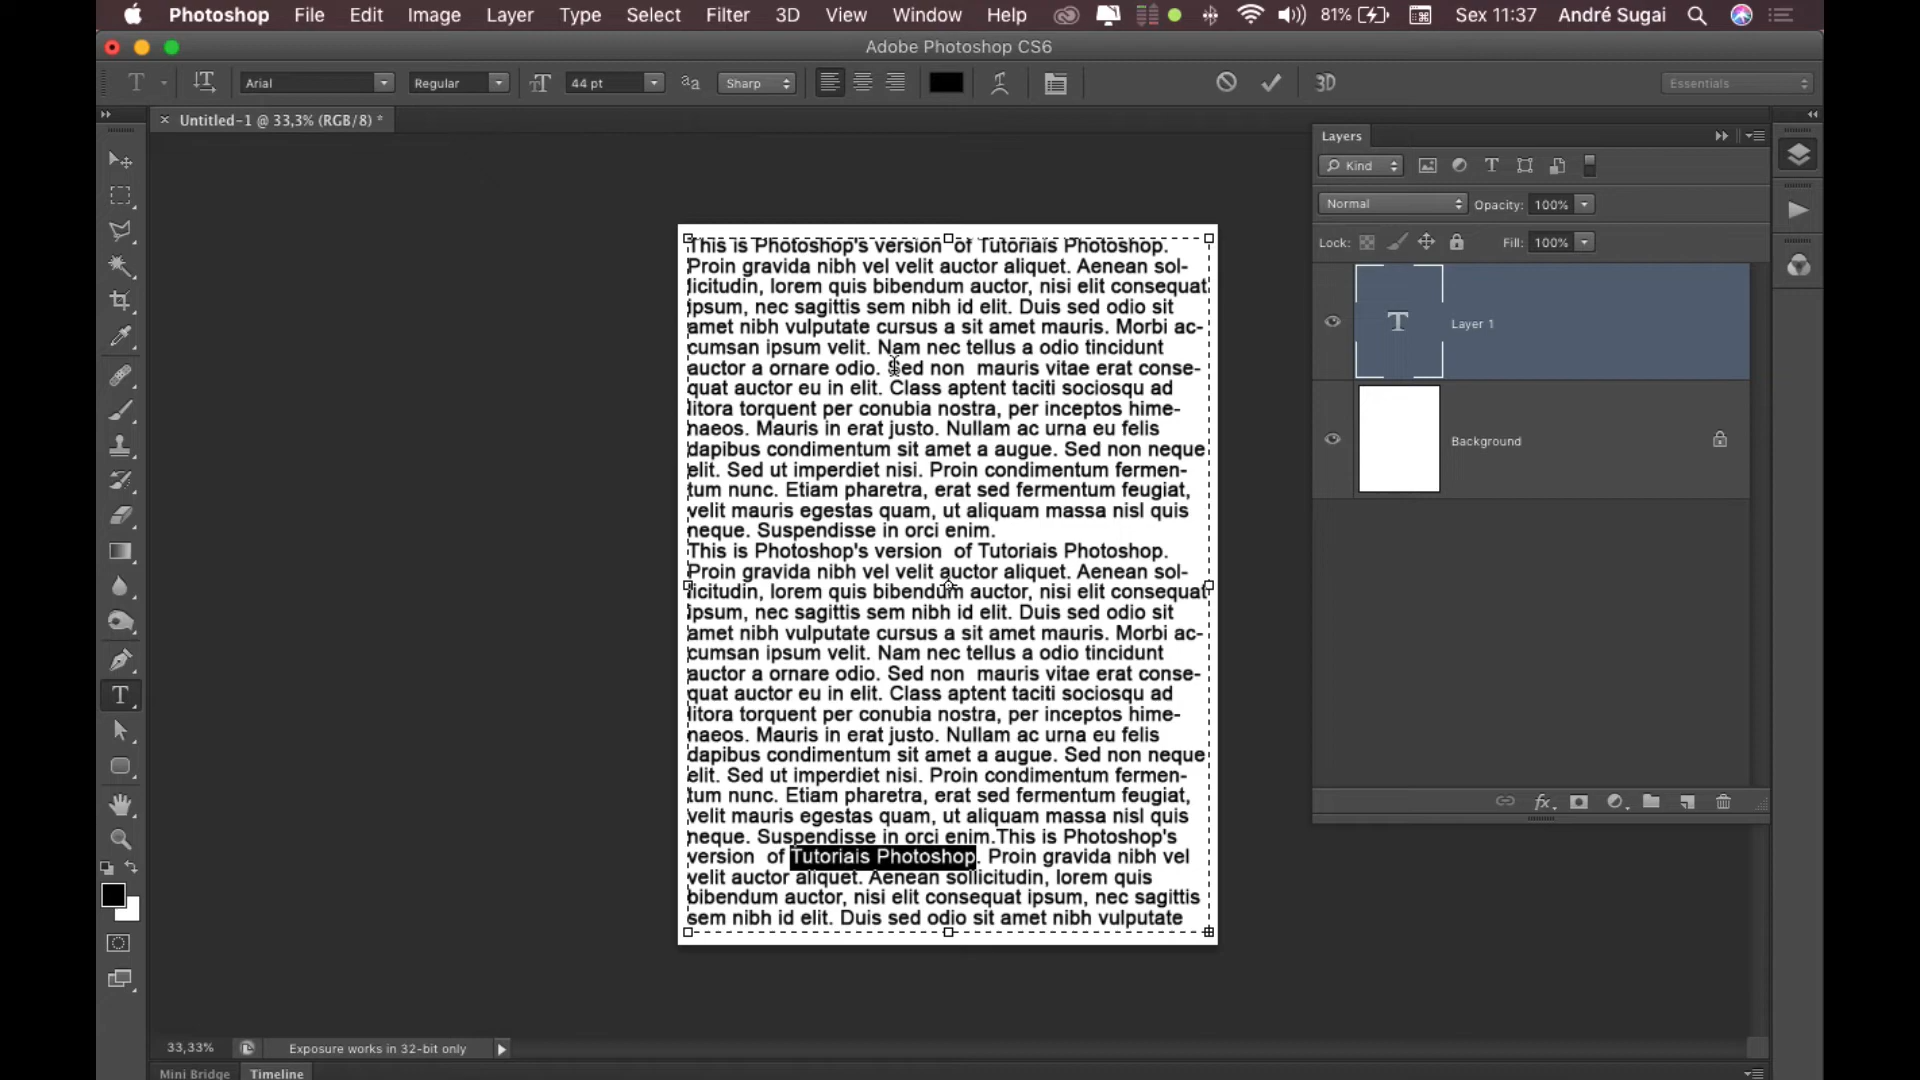 Photoshop File Edit Image Layer Type Select Filter 3D View Window Help 81% Sex 11:37 André Sugai
Adobe Photoshop CS6
T Arial Regular 44 pt aa Sharp 3D Essentials
Untitled-1 @ 33,3% (RGB/8) *
Layers
Kind
Normal Opacity: 100%
Lock: Fill: 100%
T Layer 1
Background
This is Photoshop's version of Tutoriais Photoshop.
Proin gravida nibh vel velit auctor aliquet. Aenean sol-
licitudin, lorem quis bibendum auctor, nisi elit consequat
ipsum, nec sagittis sem nibh id elit. Duis sed odio sit
amet nibh vulputate cursus a sit amet mauris. Morbi ac-
cumsan ipsum velit. Nam nec tellus a odio tincidunt
auctor a ornare odio. Sed non mauris vitae erat conse-
quat auctor eu in elit. Class aptent taciti sociosqu ad
litora torquent per conubia nostra, per inceptos hime-
naeos. Mauris in erat justo. Nullam ac urna eu felis
dapibus condimentum sit amet a augue. Sed non neque
elit. Sed ut imperdiet nisi. Proin condimentum fermen-
tum nunc. Etiam pharetra, erat sed fermentum feugiat,
velit mauris egestas quam, ut aliquam massa nisl quis
neque. Suspendisse in orci enim.
This is Photoshop's version of Tutoriais Photoshop.
Proin gravida nibh vel velit auctor aliquet. Aenean sol-
licitudin, lorem quis bibendum auctor, nisi elit consequat
ipsum, nec sagittis sem nibh id elit. Duis sed odio sit
amet nibh vulputate cursus a sit amet mauris. Morbi ac-
cumsan ipsum velit. Nam nec tellus a odio tincidunt
auctor a ornare odio. Sed non mauris vitae erat conse-
quat auctor eu in elit. Class aptent taciti sociosqu ad
litora torquent per conubia nostra, per inceptos hime-
naeos. Mauris in erat justo. Nullam ac urna eu felis
dapibus condimentum sit amet a augue. Sed non neque
elit. Sed ut imperdiet nisi. Proin condimentum fermen-
tum nunc. Etiam pharetra, erat sed fermentum feugiat,
velit mauris egestas quam, ut aliquam massa nisl quis
neque. Suspendisse in orci enim.This is Photoshop's
version of Tutoriais Photoshop. Proin gravida nibh vel
velit auctor aliquet. Aenean sollicitudin, lorem quis
bibendum auctor, nisi elit consequat ipsum, nec sagittis
sem nibh id elit. Duis sed odio sit amet nibh vulputate
33,33% Exposure works in 32-bit only
Mini Bridge Timeline